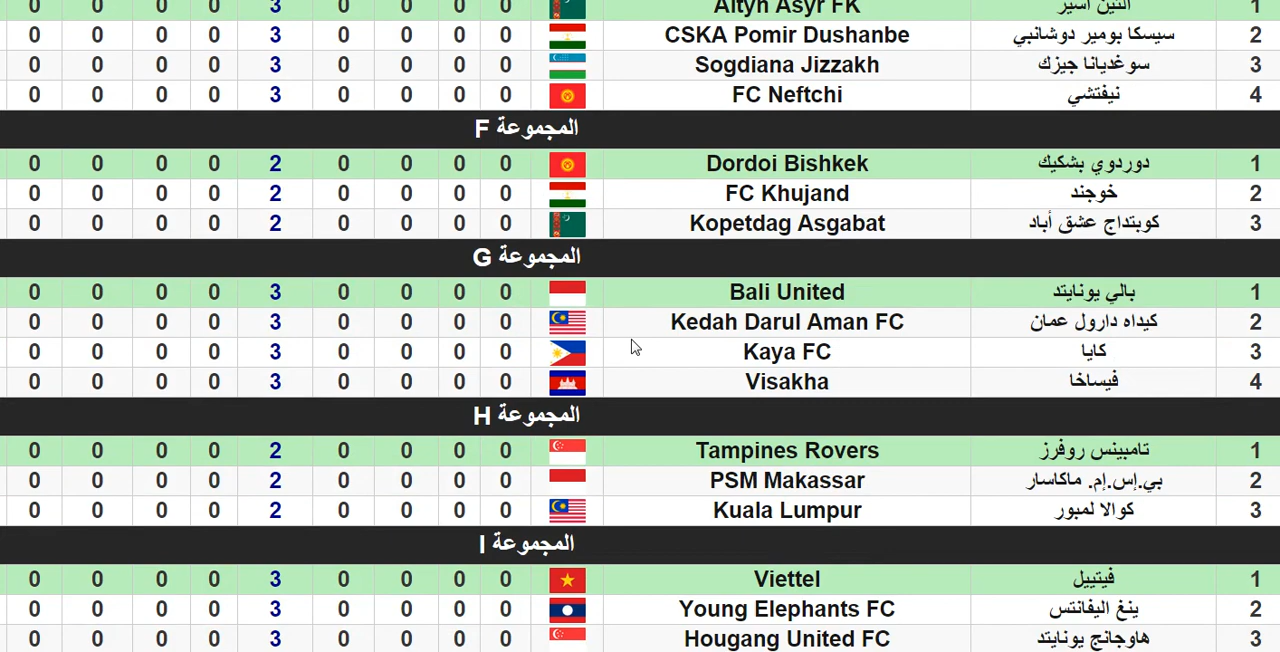 0 0 0 0 3 0 0 0 0 Altyn Asyr FK التين أسير 1
0 0 0 0 3 0 0 0 0 CSKA Pomir Dushanbe سيسكا بومير دوشانبي 2
0 0 0 0 3 0 0 0 0 Sogdiana Jizzakh سوغديانا جيزك 3
0 0 0 0 3 0 0 0 0 FC Neftchi نيفتشي 4
المجموعة F
0 0 0 0 2 0 0 0 0 Dordoi Bishkek دوردوي بشكيك 1
0 0 0 0 2 0 0 0 0 FC Khujand خوجند 2
0 0 0 0 2 0 0 0 0 Kopetdag Asgabat كوبتداج عشق أباد 3
المجموعة G
0 0 0 0 3 0 0 0 0 Bali United بالي يونايتد 1
0 0 0 0 3 0 0 0 0 Kedah Darul Aman FC كيداه دارول عمان 2
0 0 0 0 3 0 0 0 0 Kaya FC كايا 3
0 0 0 0 3 0 0 0 0 Visakha فيساخا 4
المجموعة H
0 0 0 0 2 0 0 0 0 Tampines Rovers تامبينس روفرز 1
0 0 0 0 2 0 0 0 0 PSM Makassar بي.إس.إم. ماكاسار 2
0 0 0 0 2 0 0 0 0 Kuala Lumpur كوالا لمبور 3
المجموعة I
0 0 0 0 3 0 0 0 0 Viettel فيتييل 1
0 0 0 0 3 0 0 0 0 Young Elephants FC ينغ اليفانتس 2
0 0 0 0 3 0 0 0 0 Hougang United FC هاوجانج يونايتد 3